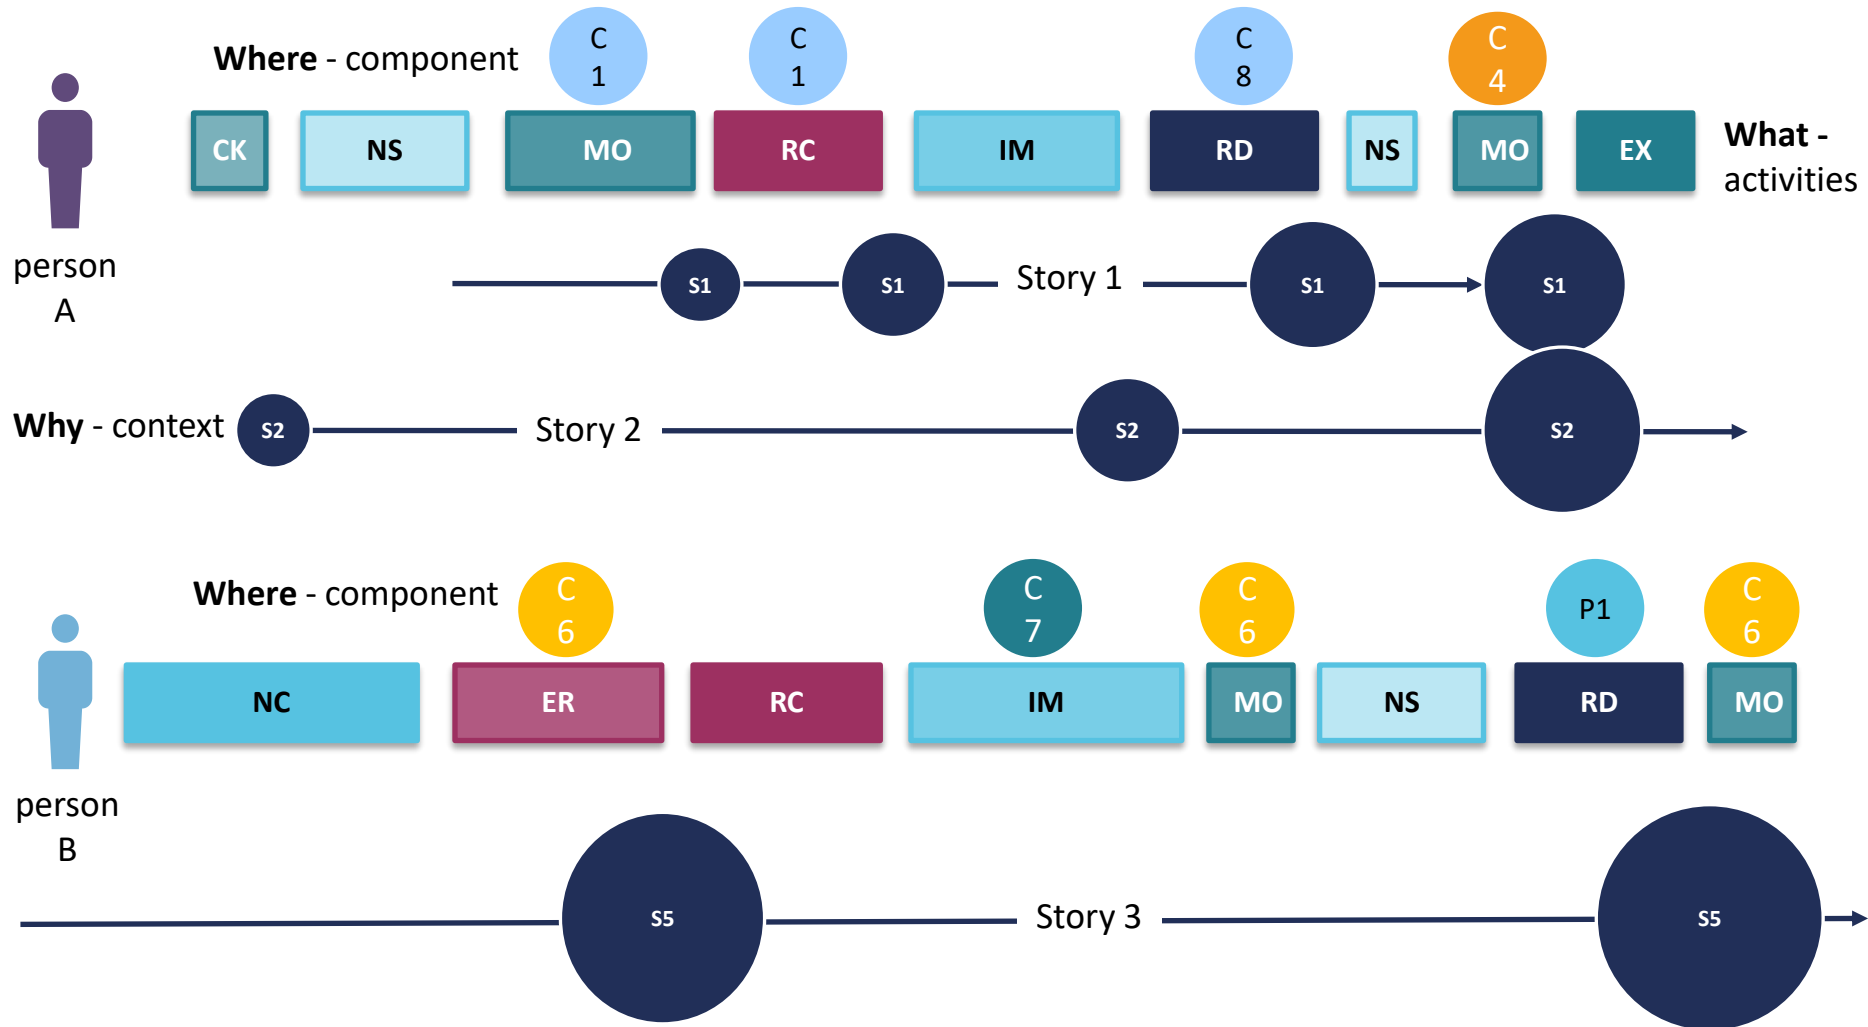 Where - component
C
1
C
1
C
8
C
4
CK
NS
MO
RC
IM
RD
NS
MO
EX
What -
activities
person
A
S1
S1
Story 1
S1
S1
Why - context
S2
Story 2
S2
S2
Where - component
C
6
C
7
C
6
P1
C
6
NC
ER
RC
IM
MO
NS
RD
MO
person
B
S5
Story 3
S5